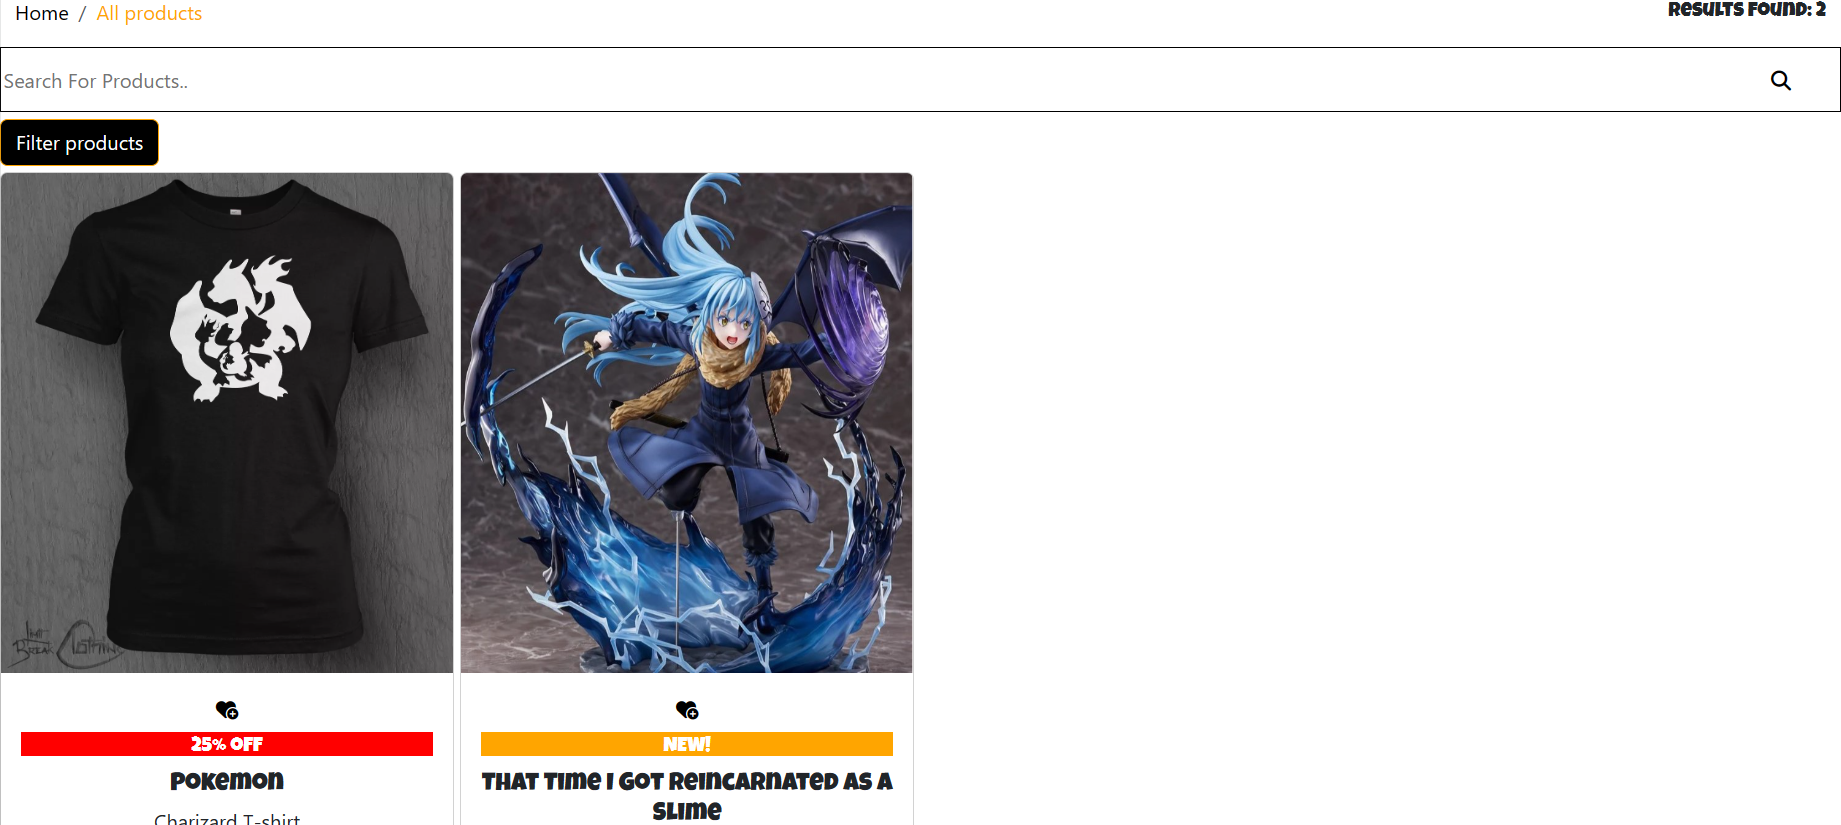 Home / All products
Results Found: 2
Search For Products..
Filter products
Limit
Break Clothing
25% OFF
NEW!
Pokemon
That Time I Got Reincarnated as a
Slime
Charizard T-shirt